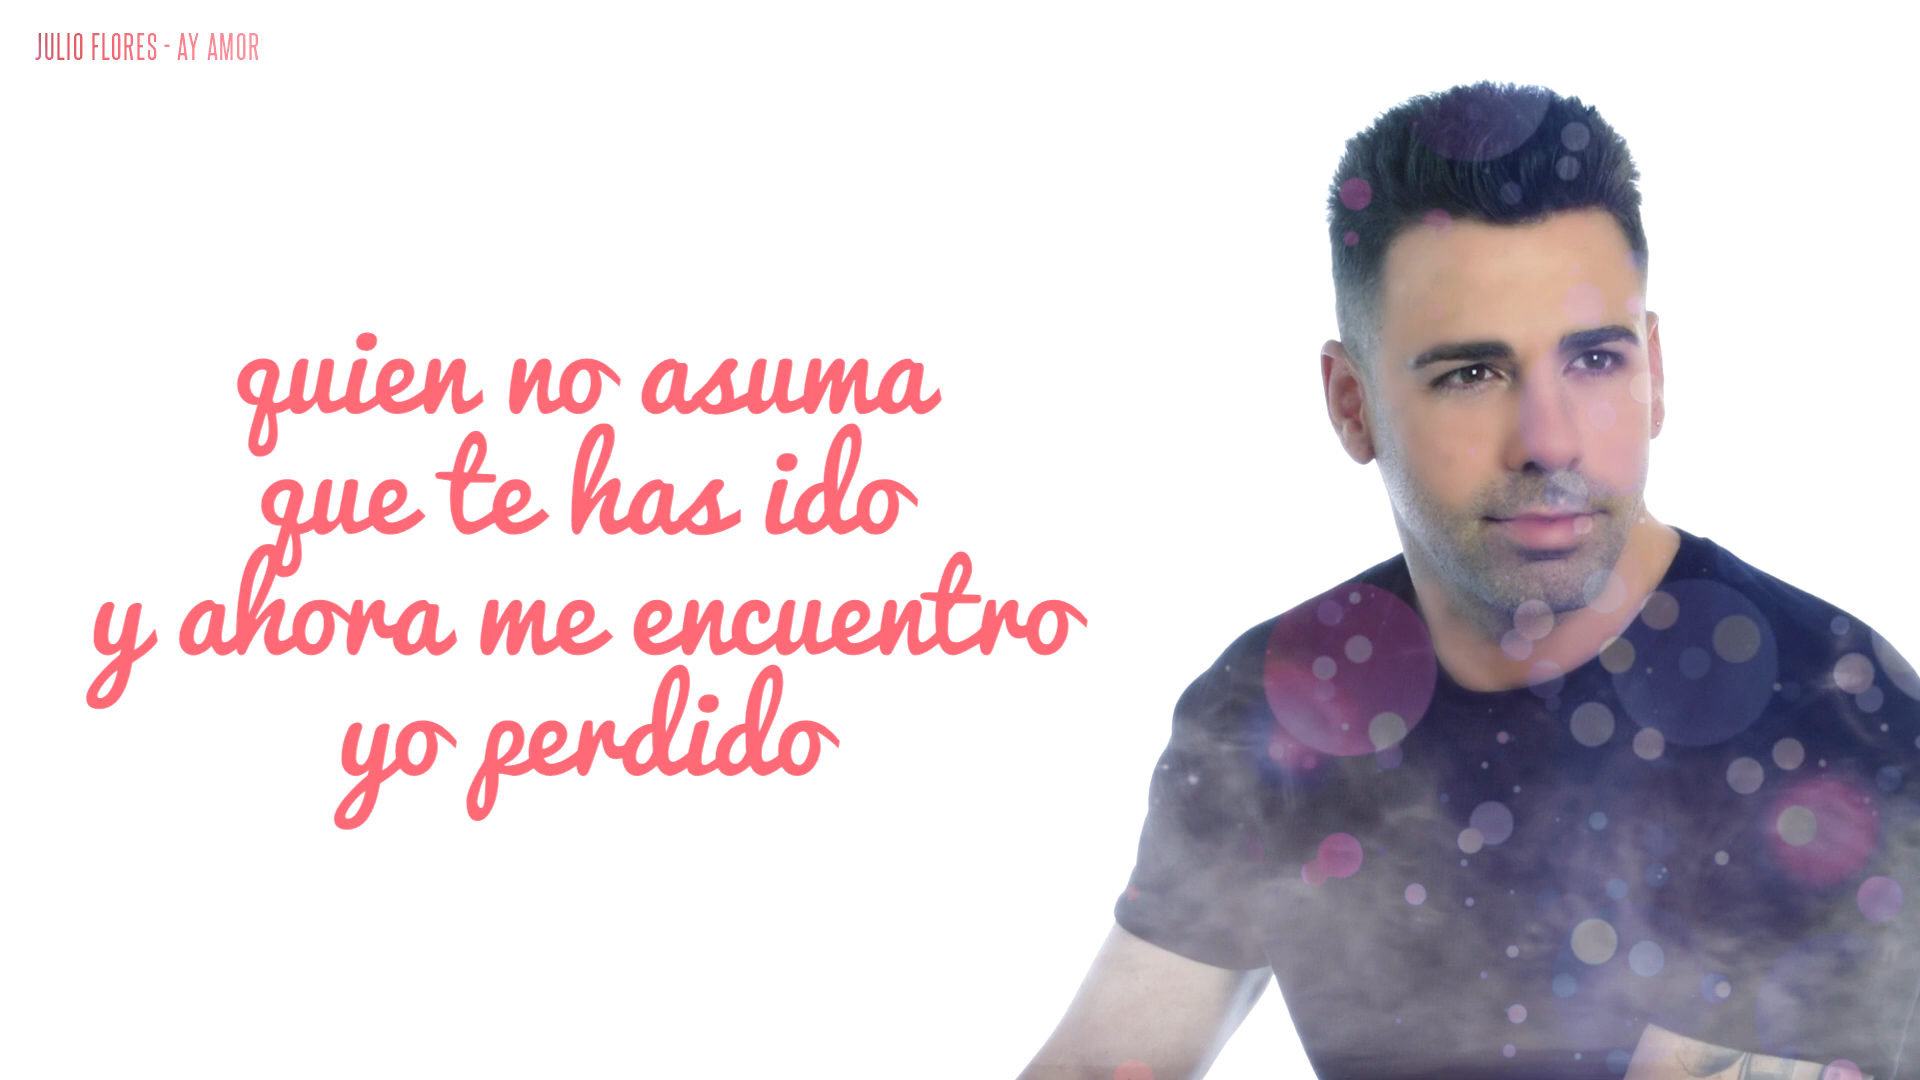 JULIO FLORES - AY AMOR
quien no asuma
que te has ido
y ahora me encuentro
yo perdido